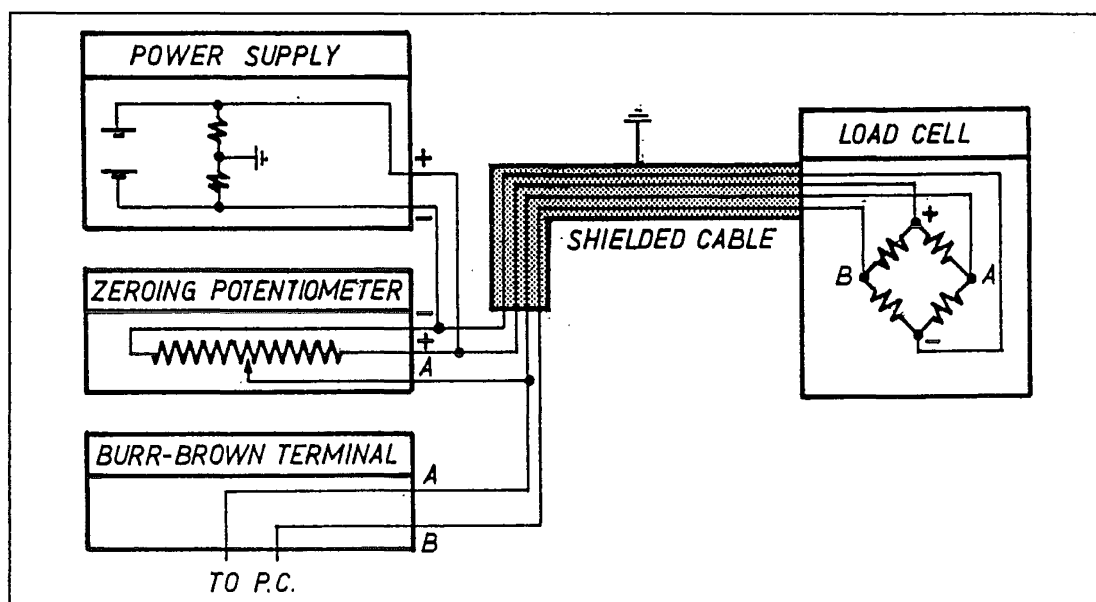 POWER SUPPLY
+
-
LOAD CELL
+
B
A
-
SHIELDED CABLE
ZEROING POTENTIOMETER
-
+
A
BURR-BROWN TERMINAL
A
B
TO P.C.